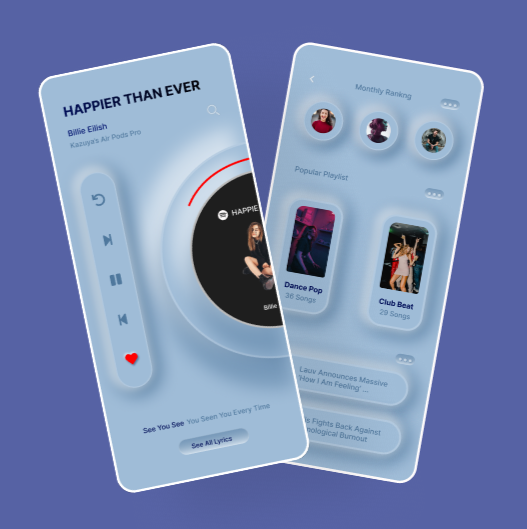 HAPPIER THAN EVER
Billie Eilish
Kazuya's Air Pods Pro
HAPPIE
Billie
See You See You Seen You Every Time
See All Lyrics
Monthly Rankng
Popular Playlist
Dance Pop
36 Songs
Club Beat
29 Songs
Lauv Announces Massive
'How I Am Feeling' ...
is Fights Back Against
nological Burnout